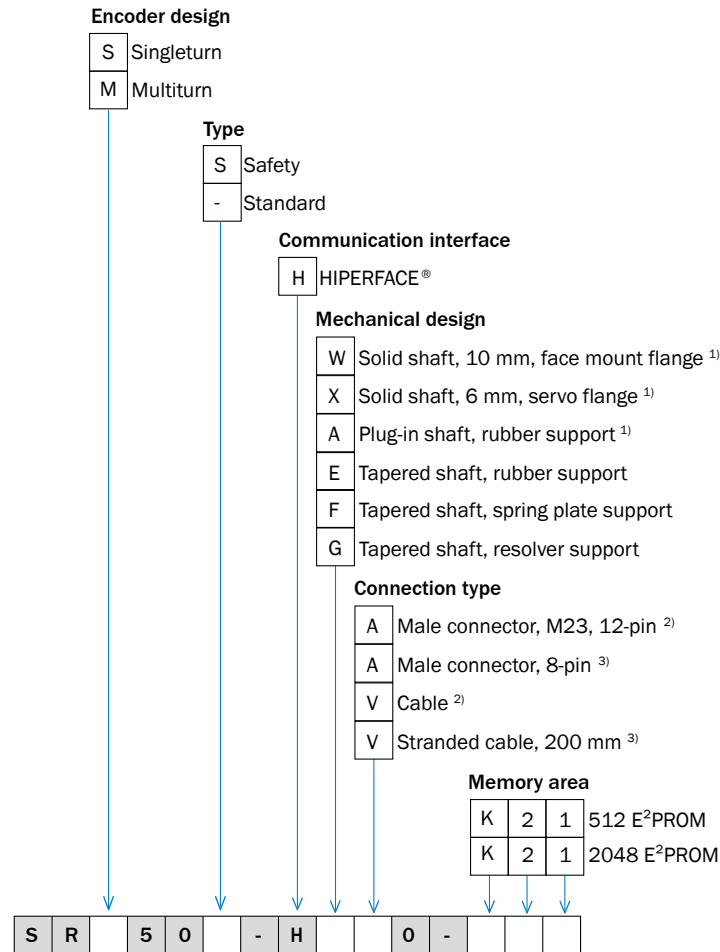 Encoder design
S Singleturn
M Multiturn
Type
S Safety
- Standard
Communication interface
H HIPERFACE®
Mechanical design
W Solid shaft, 10 mm, face mount flange 1)
X Solid shaft, 6 mm, servo flange 1)
A Plug-in shaft, rubber support 1)
E Tapered shaft, rubber support
F Tapered shaft, spring plate support
G Tapered shaft, resolver support
Connection type
A Male connector, M23, 12-pin 2)
A Male connector, 8-pin 3)
V Cable 2)
V Stranded cable, 200 mm 3)
Memory area
K 2 1 512 E²PROM
K 2 1 2048 E²PROM
S R 5 0 - H 0 -